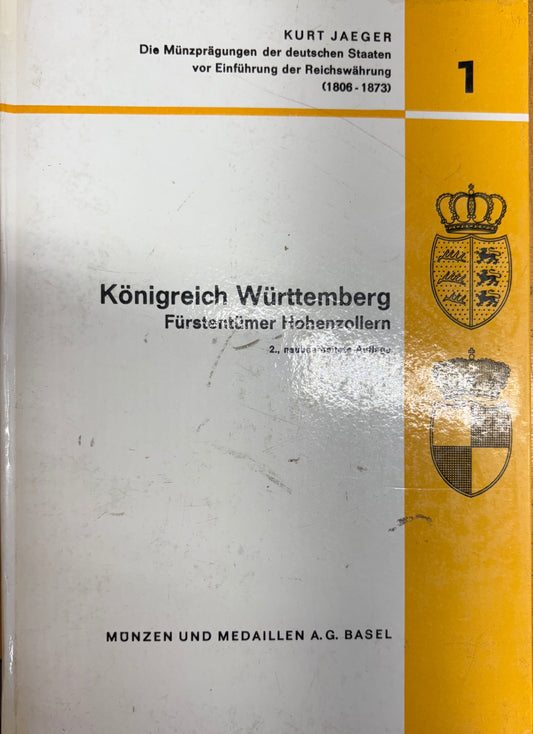 KURT JAEGER
Die Münzprägungen der deutschen Staaten
vor Einführung der Reichswährung
(1806 - 1873)
1
Königreich Württemberg
Fürstentümer Hohenzollern
2., neubearbeitete Auflage
MÜNZEN UND MEDAILLEN A.G. BASEL